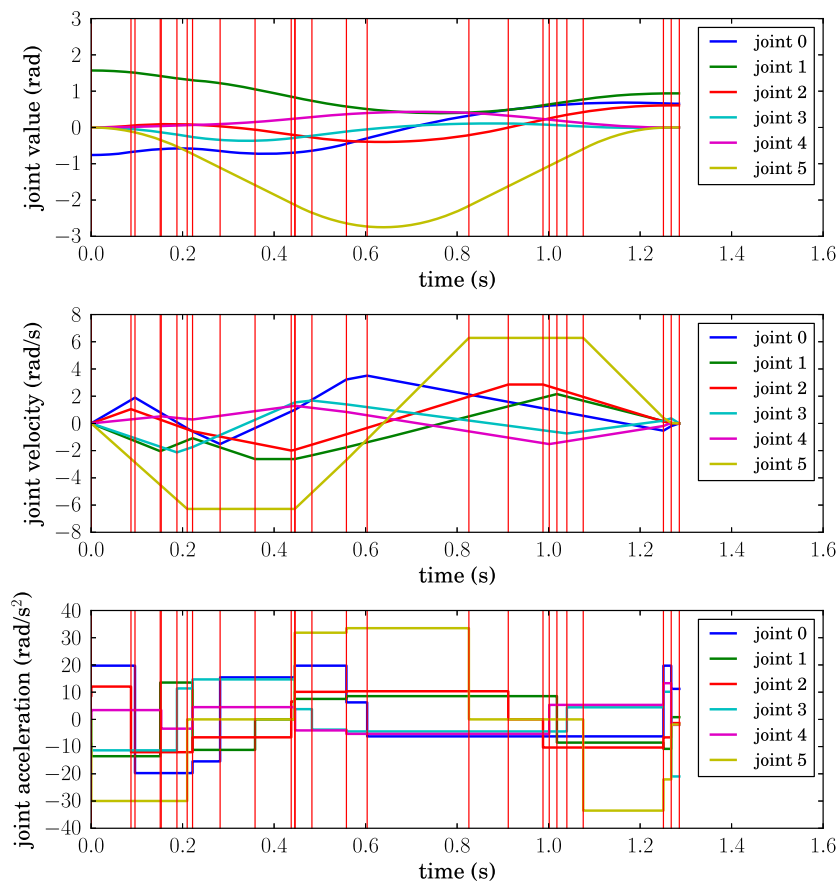 joint value (rad)
3
2
1
0
−1
−2
−3
0.0 0.2 0.4 0.6 0.8 1.0 1.2 1.4 1.6
time (s)
joint 0
joint 1
joint 2
joint 3
joint 4
joint 5
joint velocity (rad/s)
8
6
4
2
0
−2
−4
−6
−8
0.0 0.2 0.4 0.6 0.8 1.0 1.2 1.4 1.6
time (s)
joint 0
joint 1
joint 2
joint 3
joint 4
joint 5
joint acceleration (rad/s²)
40
30
20
10
0
−10
−20
−30
−40
0.0 0.2 0.4 0.6 0.8 1.0 1.2 1.4 1.6
time (s)
joint 0
joint 1
joint 2
joint 3
joint 4
joint 5